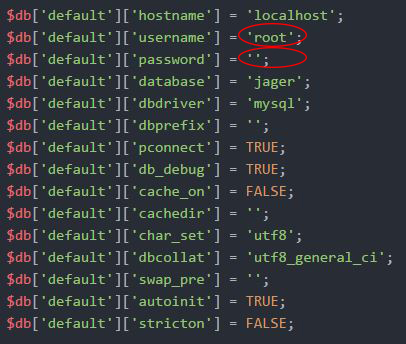 $db['default']['hostname'] = 'localhost';
$db['default']['username'] = 'root';
$db['default']['password'] = '';
$db['default']['database'] = 'jager';
$db['default']['dbdriver'] = 'mysql';
$db['default']['dbprefix'] = '';
$db['default']['pconnect'] = TRUE;
$db['default']['db_debug'] = TRUE;
$db['default']['cache_on'] = FALSE;
$db['default']['cachedir'] = '';
$db['default']['char_set'] = 'utf8';
$db['default']['dbcollat'] = 'utf8_general_ci';
$db['default']['swap_pre'] = '';
$db['default']['autoinit'] = TRUE;
$db['default']['stricton'] = FALSE;